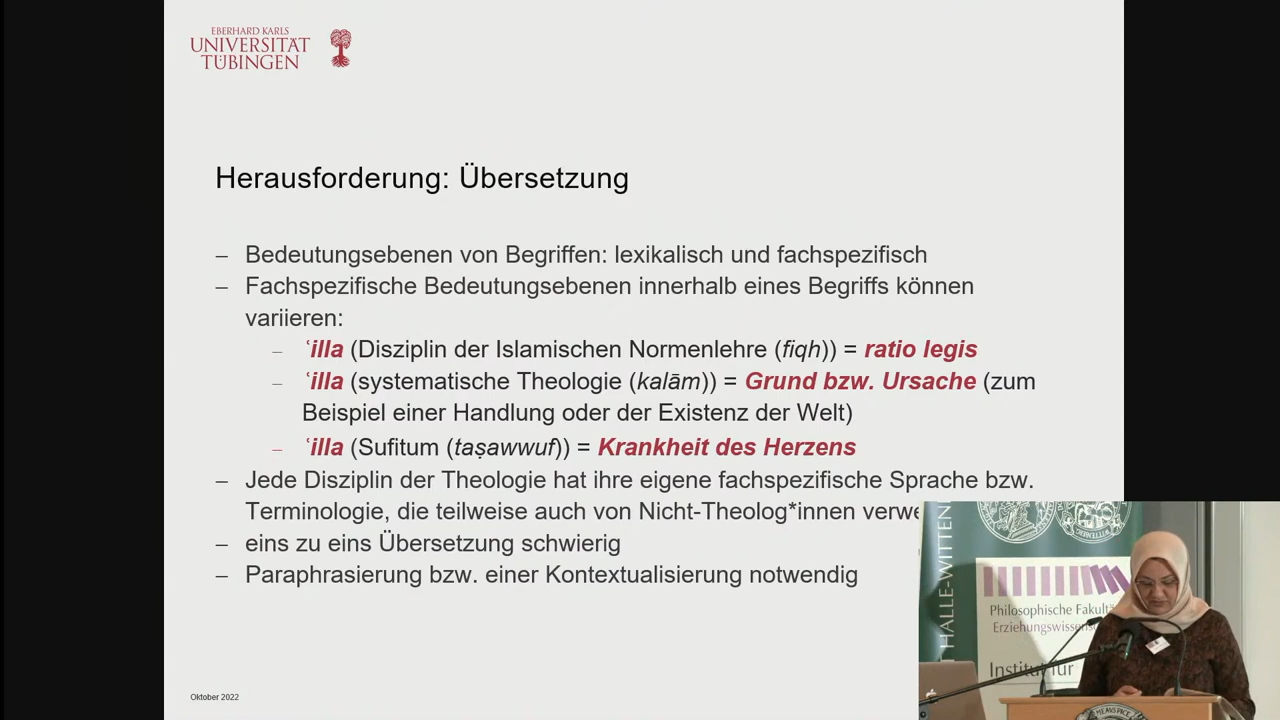 EBERHARD KARLS
UNIVERSITÄT
TÜBINGEN
Herausforderung: Übersetzung
– Bedeutungsebenen von Begriffen: lexikalisch und fachspezifisch
– Fachspezifische Bedeutungsebenen innerhalb eines Begriffs können
variieren:
– ʿilla (Disziplin der Islamischen Normenlehre (fiqh)) = ratio legis
– ʿilla (systematische Theologie (kalām)) = Grund bzw. Ursache (zum
Beispiel einer Handlung oder der Existenz der Welt)
– ʿilla (Sufitum (taṣawwuf)) = Krankheit des Herzens
– Jede Disziplin der Theologie hat ihre eigene fachspezifische Sprache bzw.
Terminologie, die teilweise auch von Nicht-Theolog*innen
– eins zu eins Übersetzung schwierig
– Paraphrasierung bzw. einer Kontextualisierung notwendig
Oktober 2022
HALLE-WITTEN
Philosophische Fakultä
Institut für